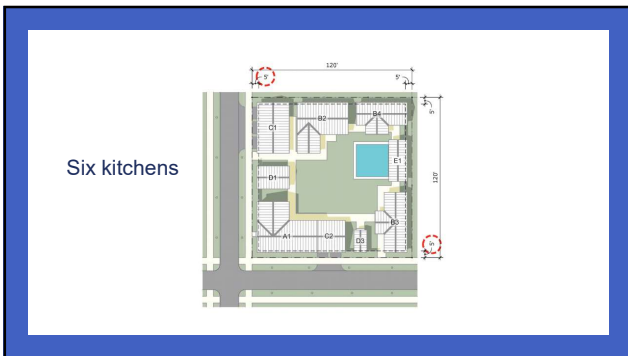 120'
5'
5'
5'
C1
B2
B4
Six kitchens
D1
E1
120'
B3
A1
C2
D3
5'